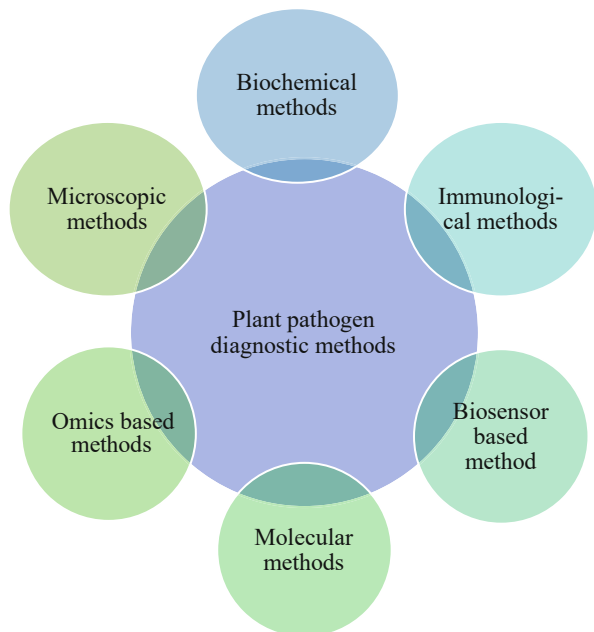 Biochemical
methods
Immunologi-
cal methods
Biosensor
based
method
Molecular
methods
Omics based
methods
Microscopic
methods
Plant pathogen
diagnostic methods